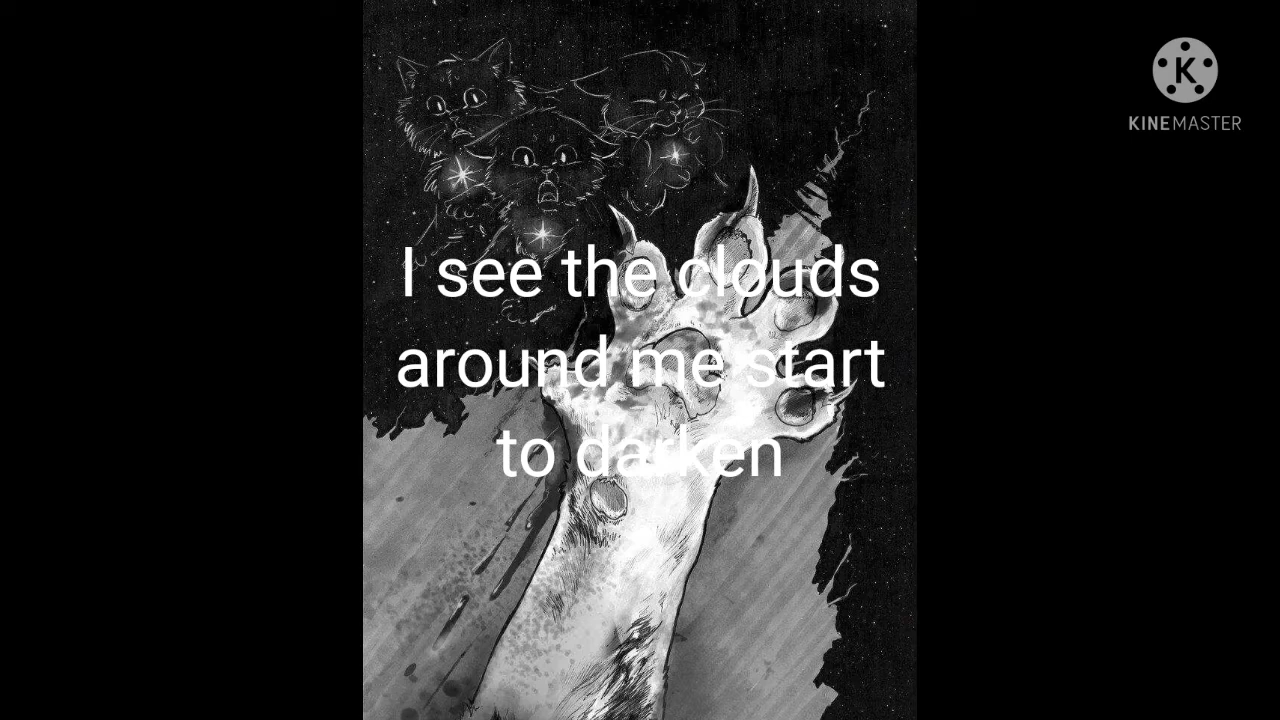 I see the clouds
around me start
to darken
K
KINEMASTER